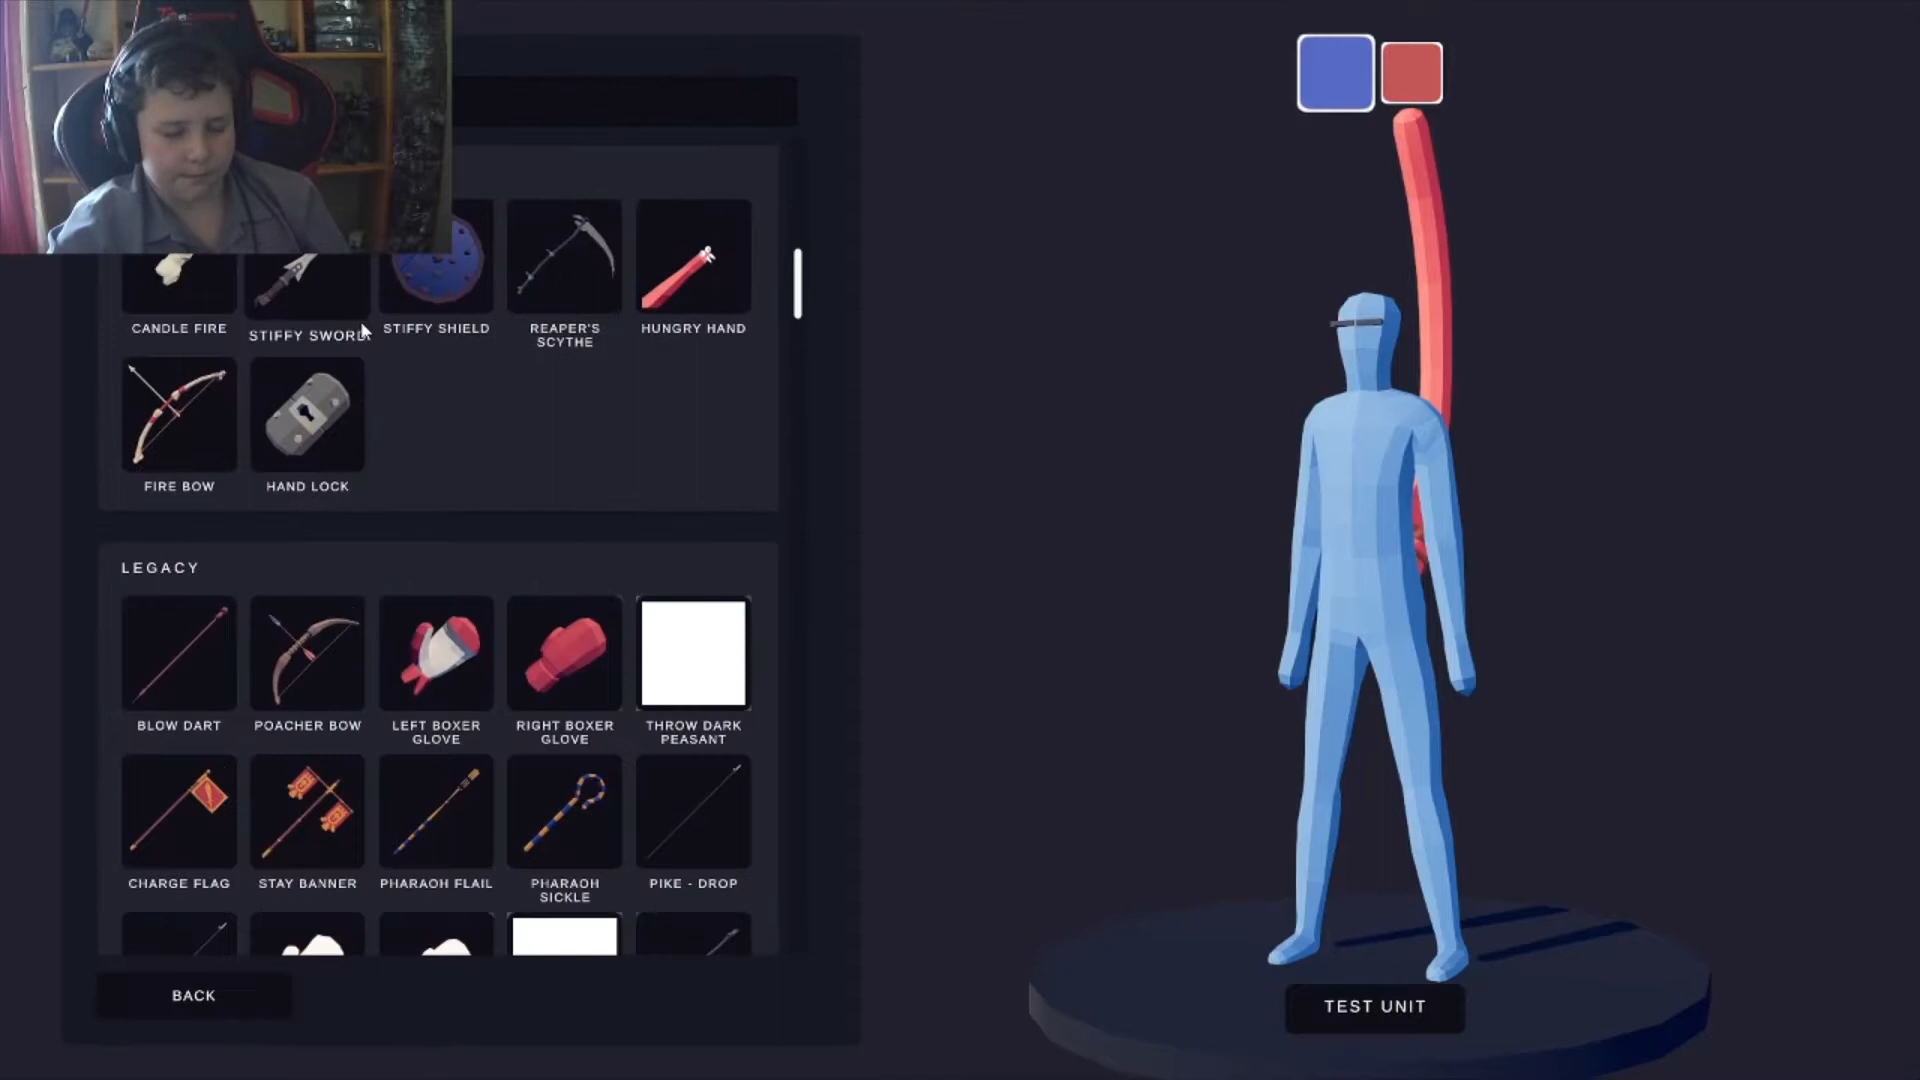 CANDLE FIRE
STIFFY SWORD
STIFFY SHIELD
REAPER'S
SCYTHE
HUNGRY HAND
FIRE BOW
HAND LOCK
LEGACY
BLOW DART
POACHER BOW
LEFT BOXER
GLOVE
RIGHT BOXER
GLOVE
THROW DARK
PEASANT
CHARGE FLAG
STAY BANNER
PHARAOH FLAIL
PHARAOH
SICKLE
PIKE - DROP
BACK
TEST UNIT